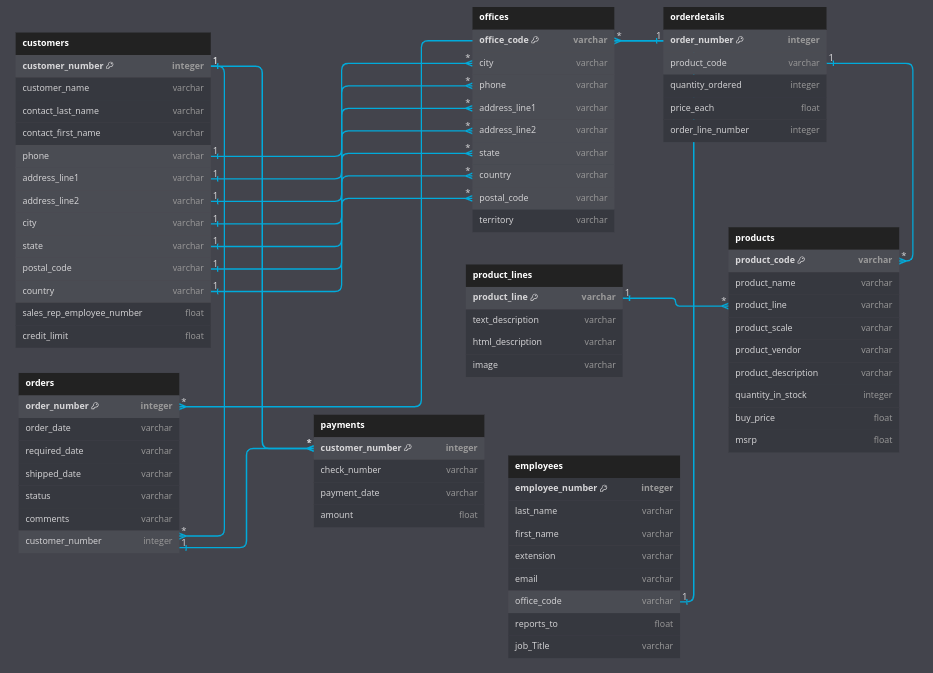 customers
customer_number integer
customer_name varchar
contact_last_name varchar
contact_first_name varchar
phone varchar
address_line1 varchar
address_line2 varchar
city varchar
state varchar
postal_code varchar
country varchar
sales_rep_employee_number float
credit_limit float
1
1
1
1
1
1
1
1
offices
office_code varchar
city varchar
phone varchar
address_line1 varchar
address_line2 varchar
state varchar
country varchar
postal_code varchar
territory varchar
*
*
*
*
*
*
*
*
1
orderdetails
order_number integer
product_code varchar
quantity_ordered integer
price_each float
order_line_number integer
1
product_lines
product_line varchar
text_description varchar
html_description varchar
image varchar
1
*
*
products
product_code varchar
product_name varchar
product_line varchar
product_scale varchar
product_vendor varchar
product_description varchar
quantity_in_stock integer
buy_price float
msrp float
orders
order_number integer
order_date varchar
required_date varchar
shipped_date varchar
status varchar
comments varchar
customer_number integer
*
*
1
payments
customer_number integer
check_number varchar
payment_date varchar
amount float
*
employees
employee_number integer
last_name varchar
first_name varchar
extension varchar
email varchar
office_code varchar
reports_to float
job_Title varchar
1